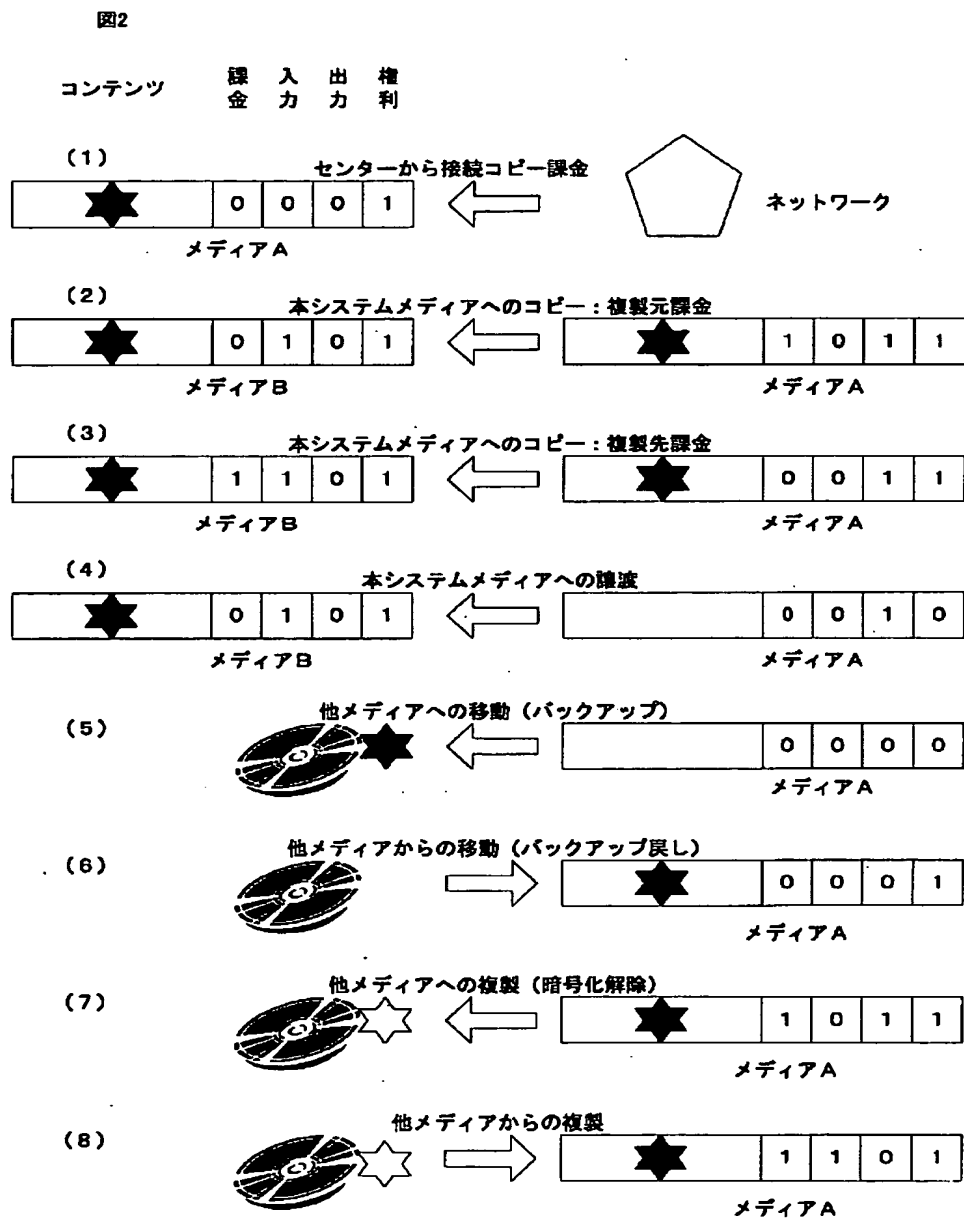 図2
コンテンツ 課金 入力 出力 権利
(1)
センターから接続コピー課金
0 0 0 1
ネットワーク
メディアA
(2)
本システムメディアへのコピー:複製元課金
0 1 0 1
1 0 1 1
メディアB
メディアA
(3)
本システムメディアへのコピー:複製先課金
1 1 0 1
0 0 1 1
メディアB
メディアA
(4)
本システムメディアへの譲渡
0 1 0 1
0 0 1 0
メディアB
メディアA
(5)
他メディアへの移動(バックアップ)
0 0 0 0
メディアA
(6)
他メディアからの移動(バックアップ戻し)
0 0 0 1
メディアA
(7)
他メディアへの複製(暗号化解除)
1 0 1 1
メディアA
(8)
他メディアからの複製
1 1 0 1
メディアA